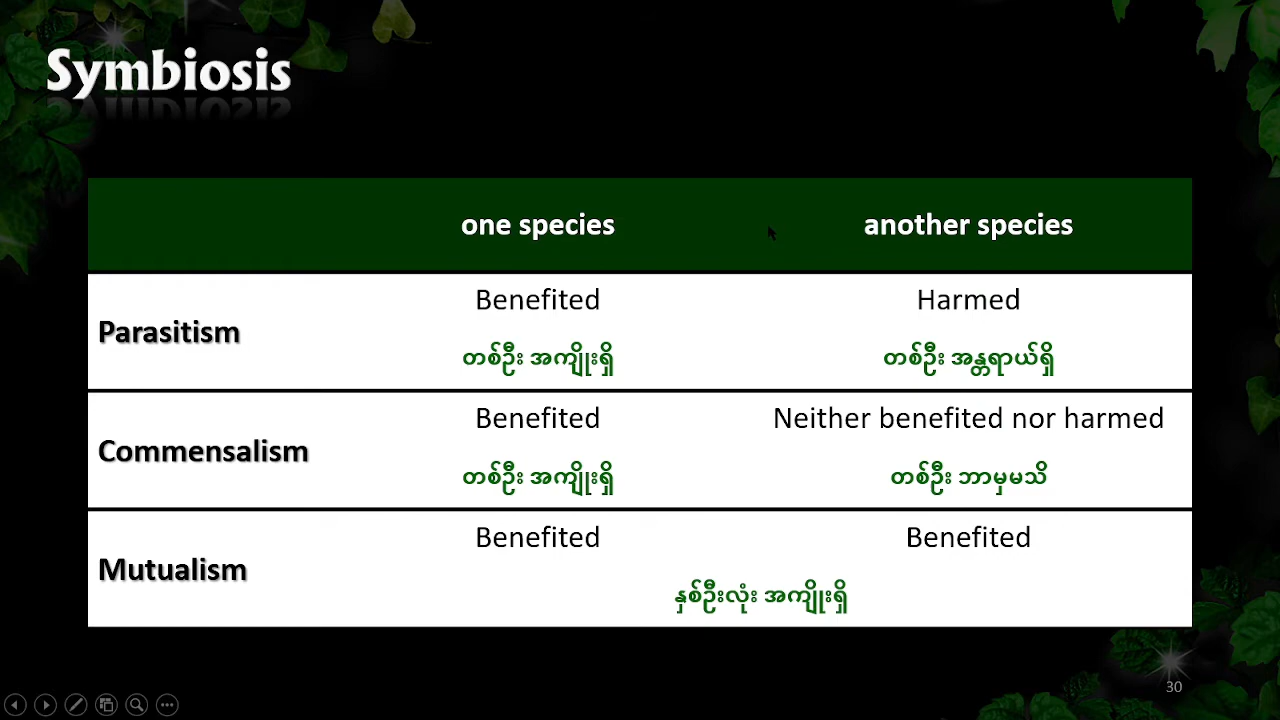 Symbiosis
one species another species
Benefited Harmed
Parasitism
တစ်ဦး အကျိုးရှိ တစ်ဦး အန္တရာယ်ရှိ
Benefited Neither benefited nor harmed
Commensalism
တစ်ဦး အကျိုးရှိ တစ်ဦး ဘာမှမသိ
Benefited Benefited
Mutualism
နှစ်ဦးလုံး အကျိုးရှိ
30